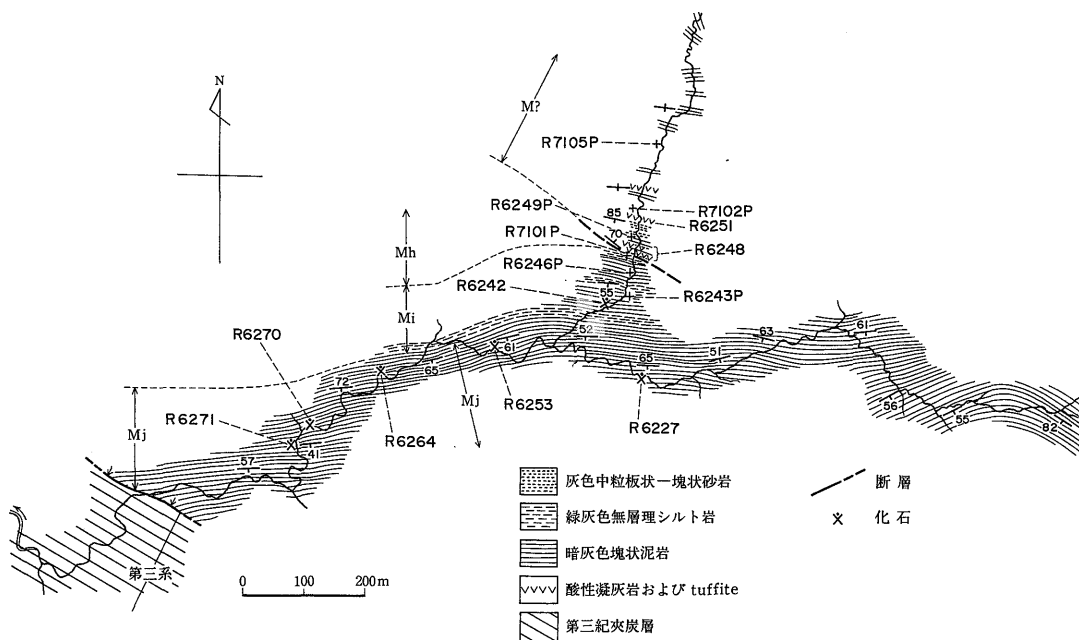 N
M?
R7105P
R6249P
85
R7102P
R6251
R7101P
70
Mh
R6248
R6246P
R6242
55
R6243P
Mi
52
63
61
R6270
61
65
51
65
72
Mj
R6253
Mj
R6271
R6264
R6227
56
55
82
41
57
灰色中粒板状一塊状砂岩
断層
緑灰色無層理シルト岩
化石
暗灰色塊状泥岩
第三系
0 100 200m
酸性凝灰岩および tuffite
第三紀夾炭層